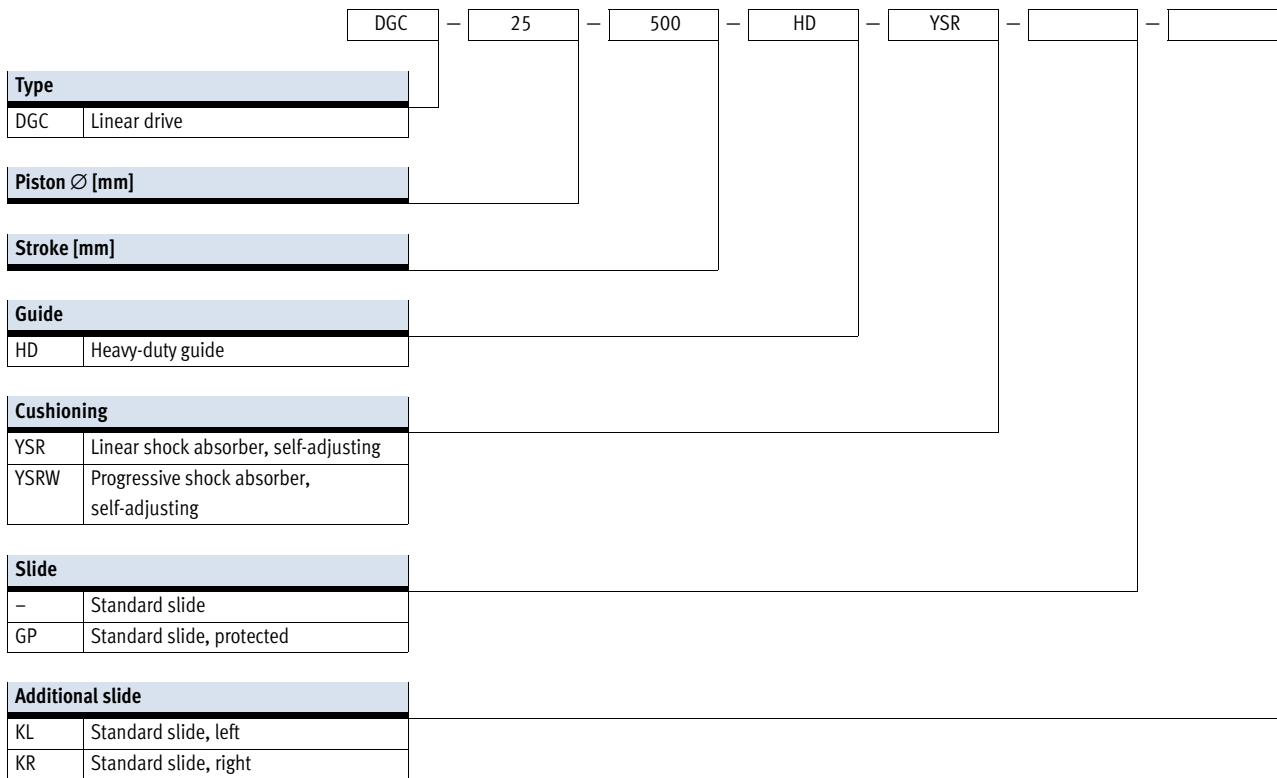 DGC – 25 – 500 – HD – YSR – –
Type
DGC Linear drive
Piston ∅ [mm]
Stroke [mm]
Guide
HD Heavy-duty guide
Cushioning
YSR Linear shock absorber, self-adjusting
YSRW Progressive shock absorber,
self-adjusting
Slide
– Standard slide
GP Standard slide, protected
Additional slide
KL Standard slide, left
KR Standard slide, right